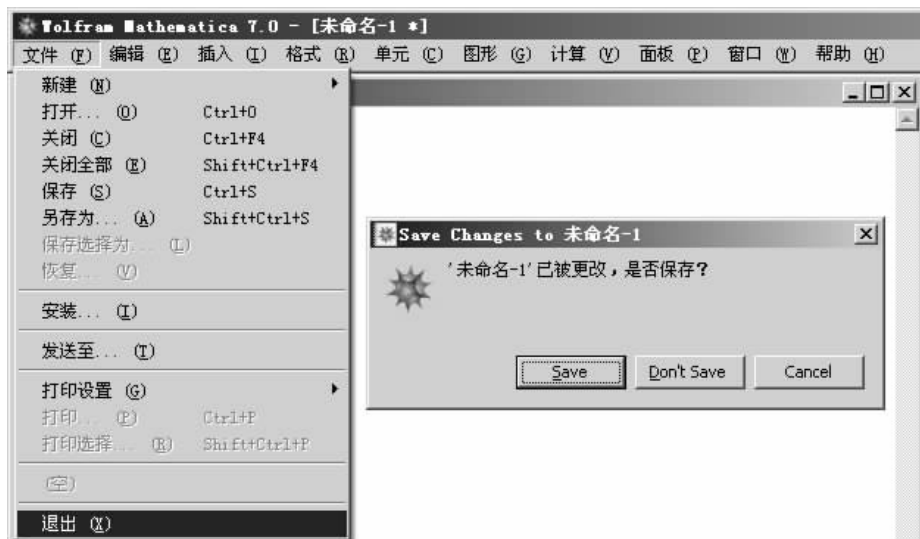 Wolfram Mathematica 7.0 - [未命名-1 *]
文件 (F) 编辑 (E) 插入 (I) 格式 (R) 单元 (C) 图形 (G) 计算 (V) 面板 (P) 窗口 (W) 帮助 (H)
新建 (N)
打开... (O) Ctrl+O
关闭 (C) Ctrl+F4
关闭全部 (E) Shift+Ctrl+F4
保存 (S) Ctrl+S
另存为... (A) Shift+Ctrl+S
保存选择为... (L)
恢复... (V)
安装... (I)
发送至... (T)
打印设置 (G)
打印... (P) Ctrl+P
打印选择... (R) Shift+Ctrl+P
(空)
退出 (X)
Save Changes to 未命名-1
'未命名-1'已被更改，是否保存?
Save Don't Save Cancel